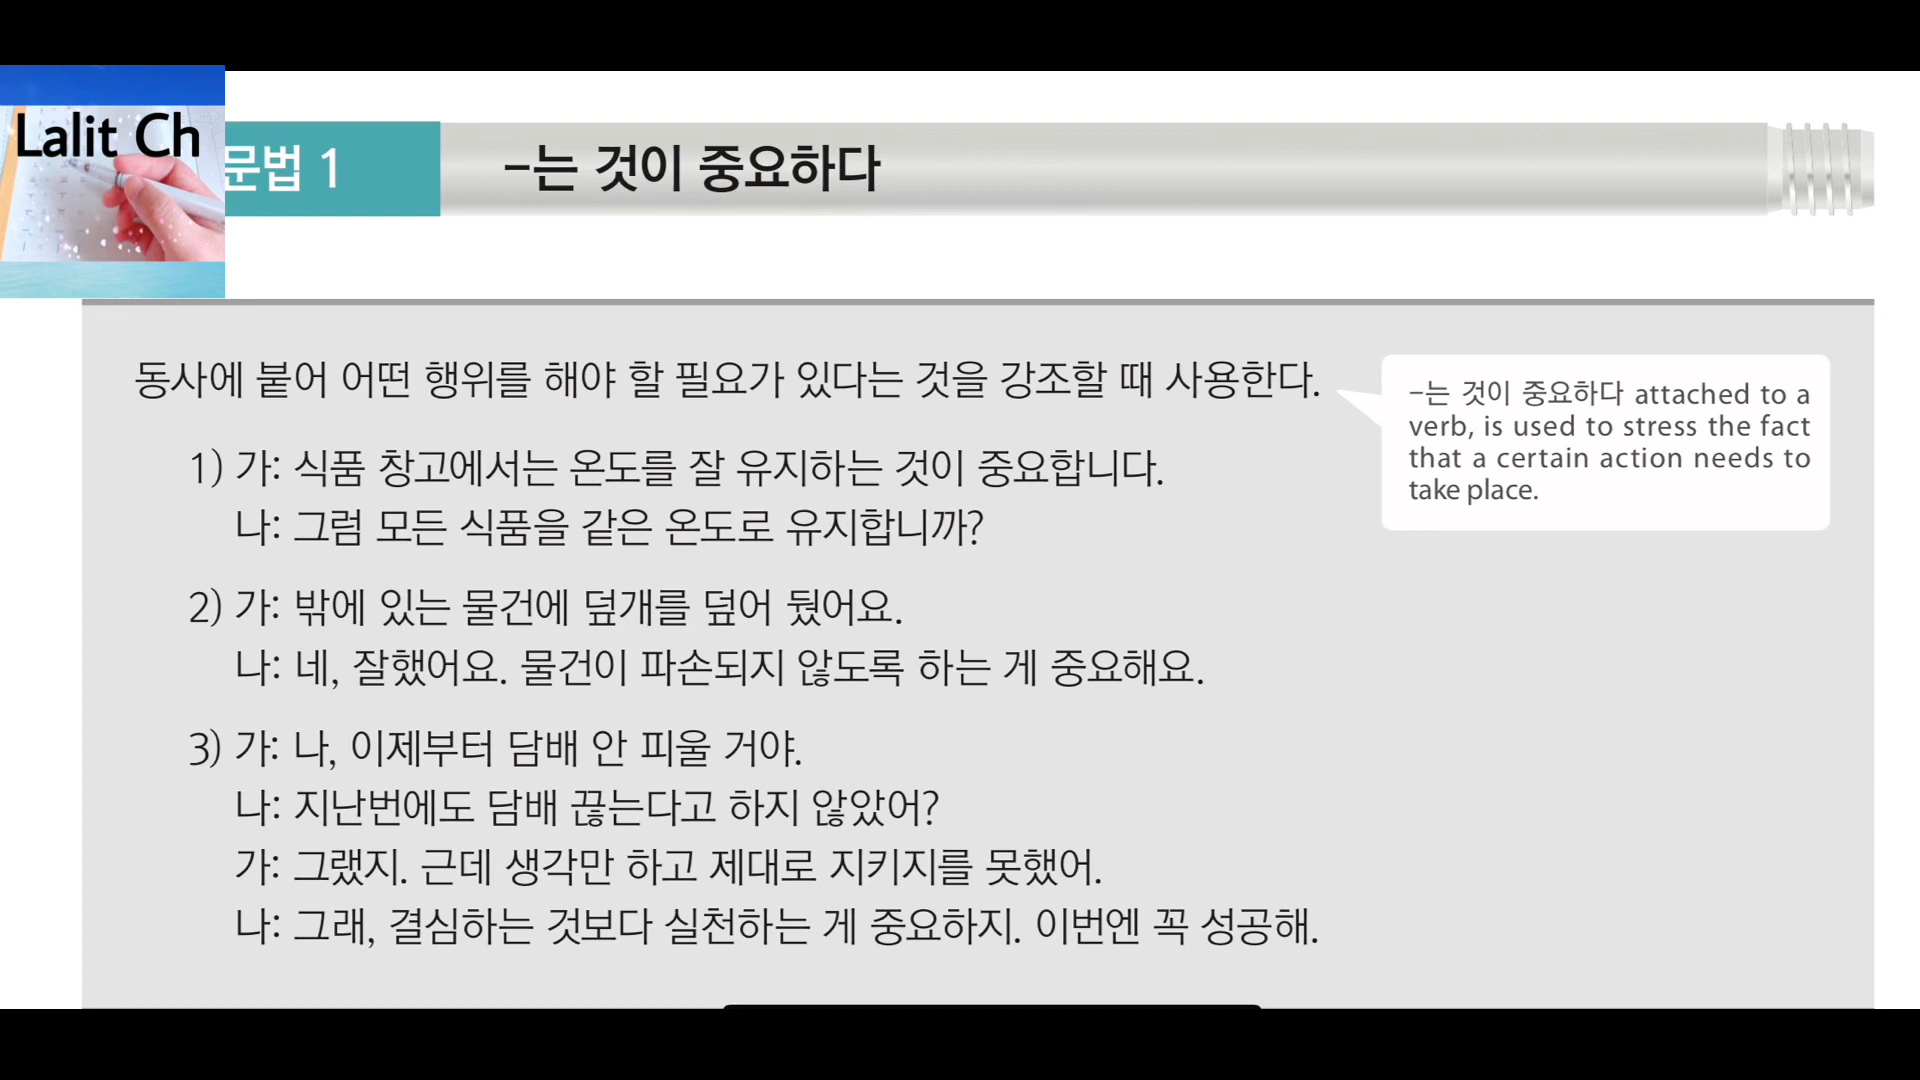 Lalit Ch
문법 1
-는 것이 중요하다
동사에 붙어 어떤 행위를 해야 할 필요가 있다는 것을 강조할 때 사용한다.
-는 것이 중요하다 attached to a
verb, is used to stress the fact
that a certain action needs to
take place.
1) 가: 식품 창고에서는 온도를 잘 유지하는 것이 중요합니다.
나: 그럼 모든 식품을 같은 온도로 유지합니까?
2) 가: 밖에 있는 물건에 덮개를 덮어 뒀어요.
나: 네, 잘했어요. 물건이 파손되지 않도록 하는 게 중요해요.
3) 가: 나, 이제부터 담배 안 피울 거야.
나: 지난번에도 담배 끊는다고 하지 않았어?
가: 그랬지. 근데 생각만 하고 제대로 지키지를 못했어.
나: 그래, 결심하는 것보다 실천하는 게 중요하지. 이번엔 꼭 성공해.